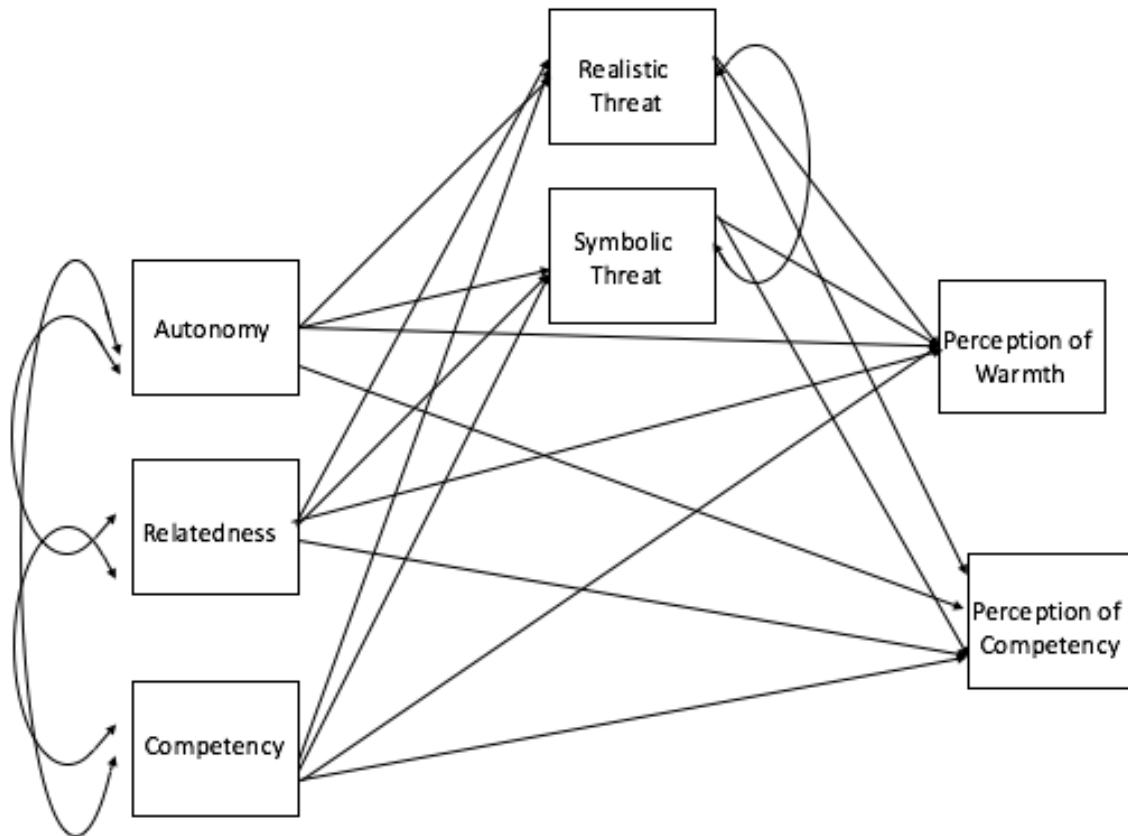 Realistic
Threat
Symbolic
Threat
Autonomy
Perception of
Warmth
Relatedness
Perception of
Competency
Competency